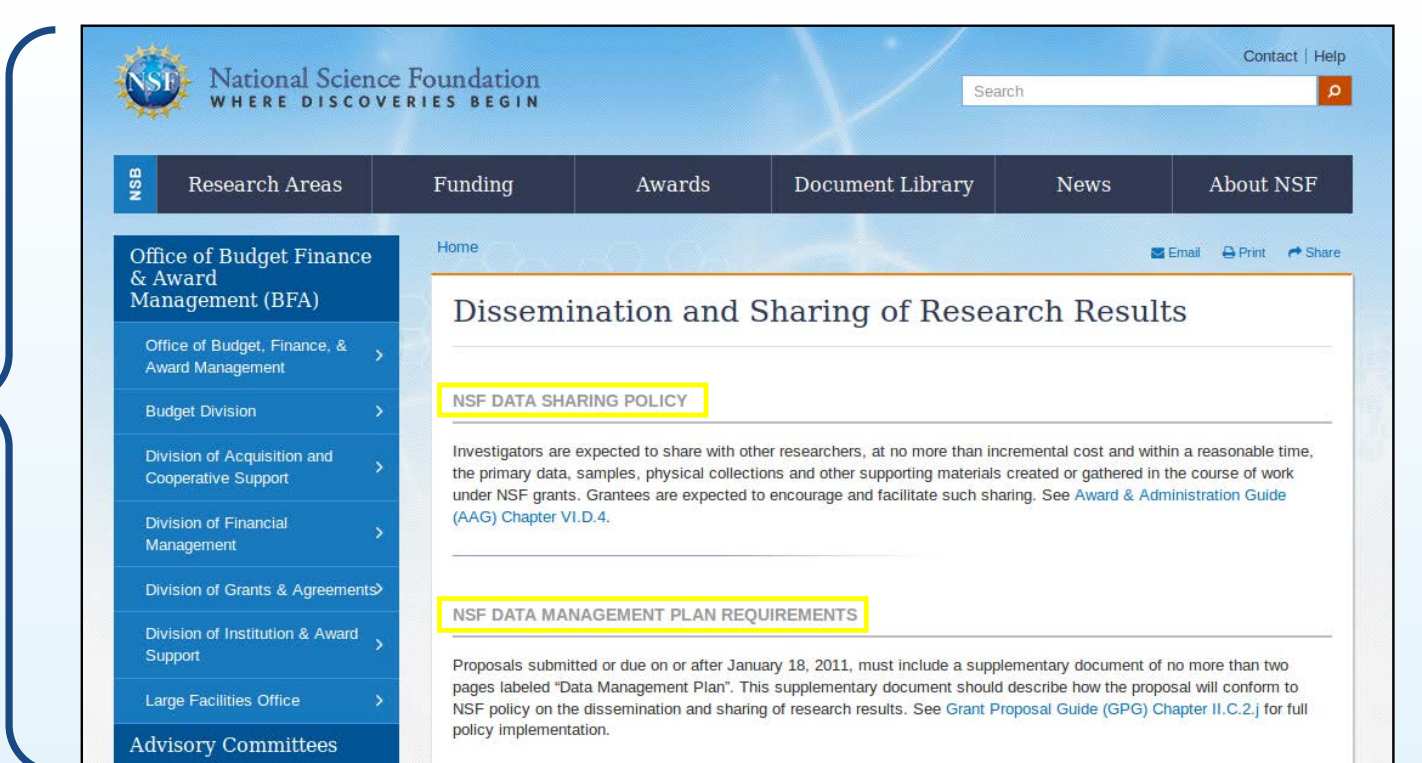 Contact | Help
NSF
National Science Foundation
WHERE DISCOVERIES BEGIN
Search
NSB
Research Areas
Funding
Awards
Document Library
News
About NSF
Office of Budget Finance
& Award
Management (BFA)
Office of Budget, Finance, &
Award Management
Budget Division
Division of Acquisition and
Cooperative Support
Division of Financial
Management
Division of Grants & Agreements
Division of Institution & Award
Support
Large Facilities Office
Advisory Committees
Home
Email
Print
Share
Dissemination and Sharing of Research Results
NSF DATA SHARING POLICY
Investigators are expected to share with other researchers, at no more than incremental cost and within a reasonable time,
the primary data, samples, physical collections and other supporting materials created or gathered in the course of work
under NSF grants. Grantees are expected to encourage and facilitate such sharing. See Award & Administration Guide
(AAG) Chapter VI.D.4.
NSF DATA MANAGEMENT PLAN REQUIREMENTS
Proposals submitted or due on or after January 18, 2011, must include a supplementary document of no more than two
pages labeled “Data Management Plan”. This supplementary document should describe how the proposal will conform to
NSF policy on the dissemination and sharing of research results. See Grant Proposal Guide (GPG) Chapter II.C.2.j for full
policy implementation.